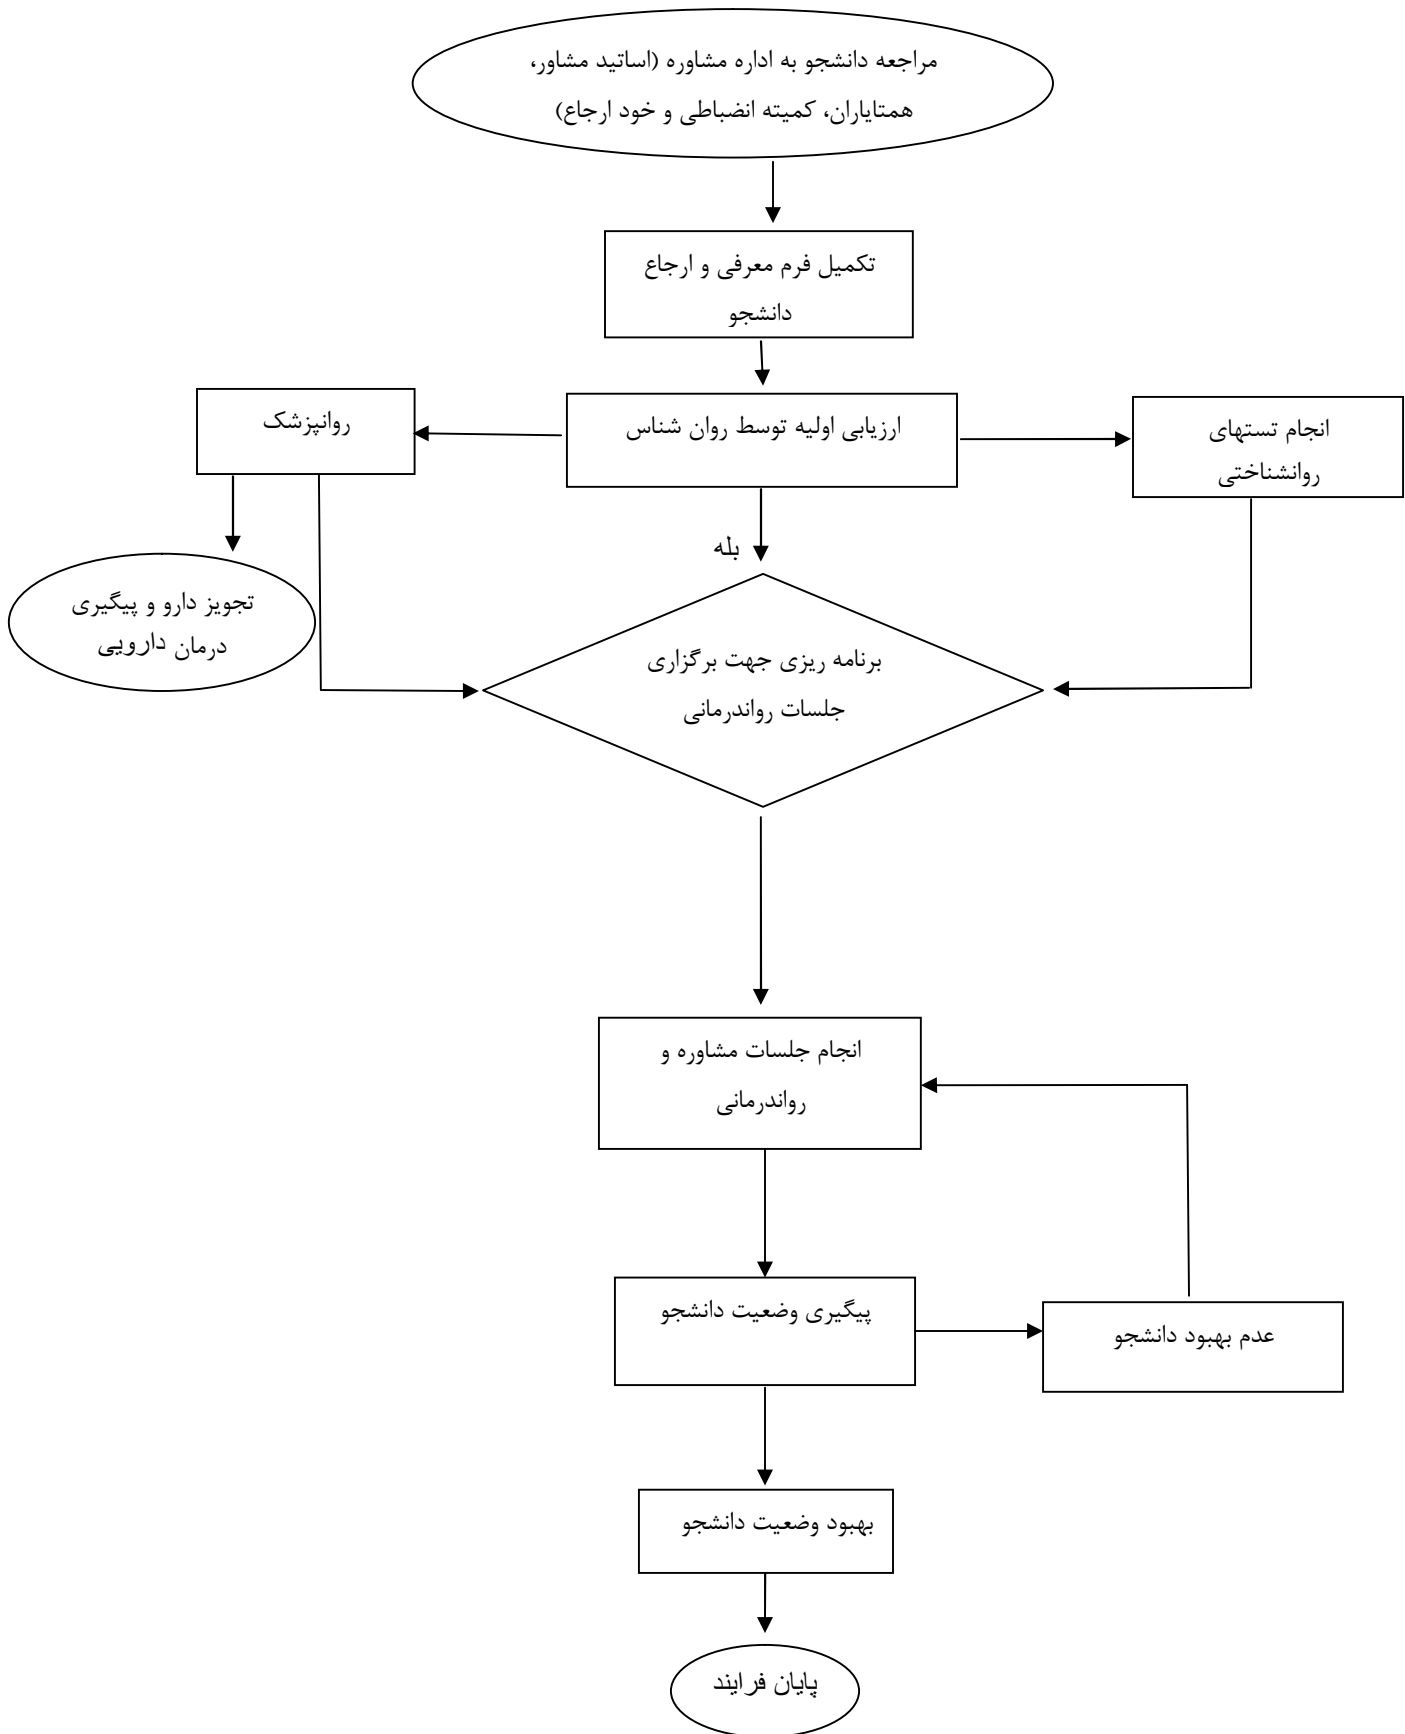 مراجعه دانشجو به اداره مشاوره (اساتید مشاور،
همتایاران، کمیته انضباطی و خود ارجاع)
تکمیل فرم معرفی و ارجاع
دانشجو
انجام تستهای
روانشناختی
ارزیابی اولیه توسط روان شناس
روانپزشک
بله
تجویز دارو و پیگیری
درمان دارویی
برنامه ریزی جهت برگزاری
جلسات رواندرمانی
انجام جلسات مشاوره و
رواندرمانی
پیگیری وضعیت دانشجو
عدم بهبود دانشجو
بهبود وضعیت دانشجو
پایان فرایند